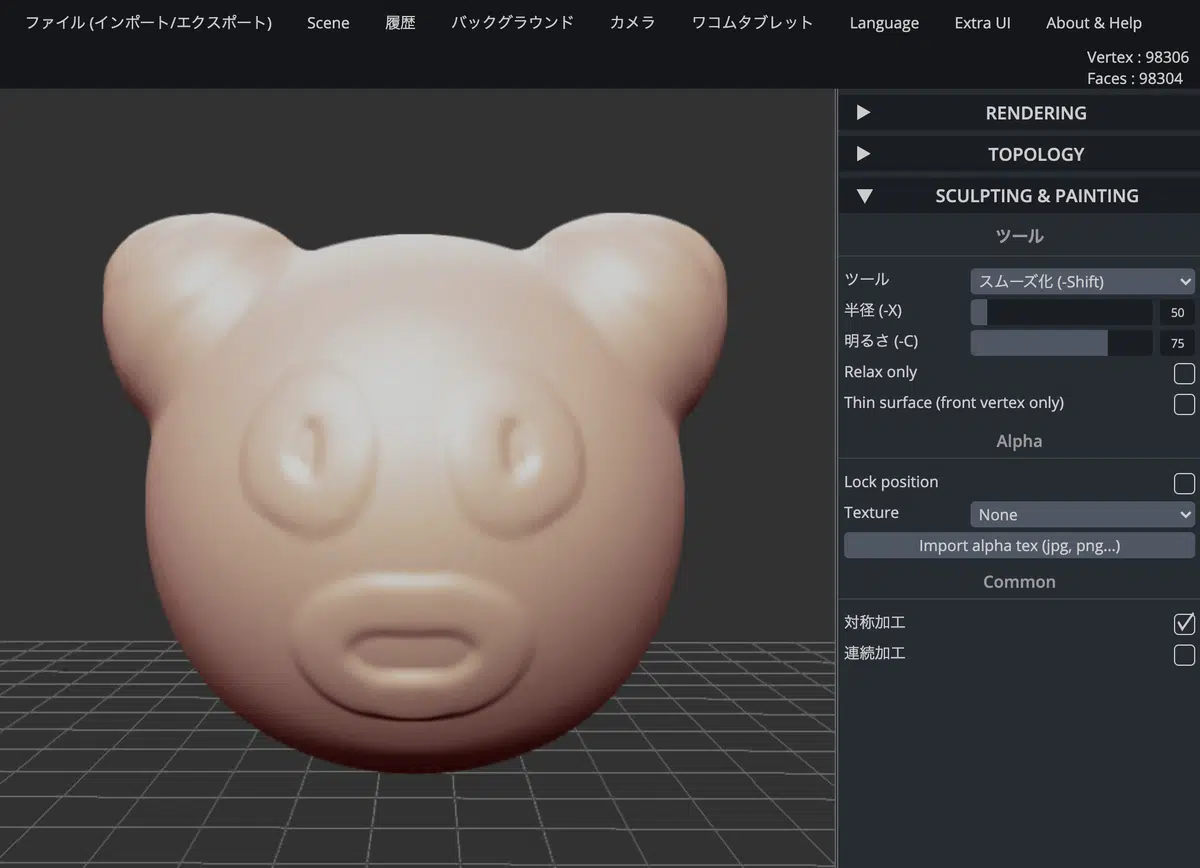 ファイル (インポート/エクスポート) Scene 履歴 バックグラウンド カメラ ワコムタブレット Language Extra UI About & Help
Vertex : 98306
Faces : 98304
RENDERING
TOPOLOGY
SCULPTING & PAINTING
ツール
ツール スムーズ化 (-Shift)
半径 (-X) 50
明るさ (-C) 75
Relax only
Thin surface (front vertex only)
Alpha
Lock position
Texture None
Import alpha tex (jpg, png...)
Common
対称加工
連続加工